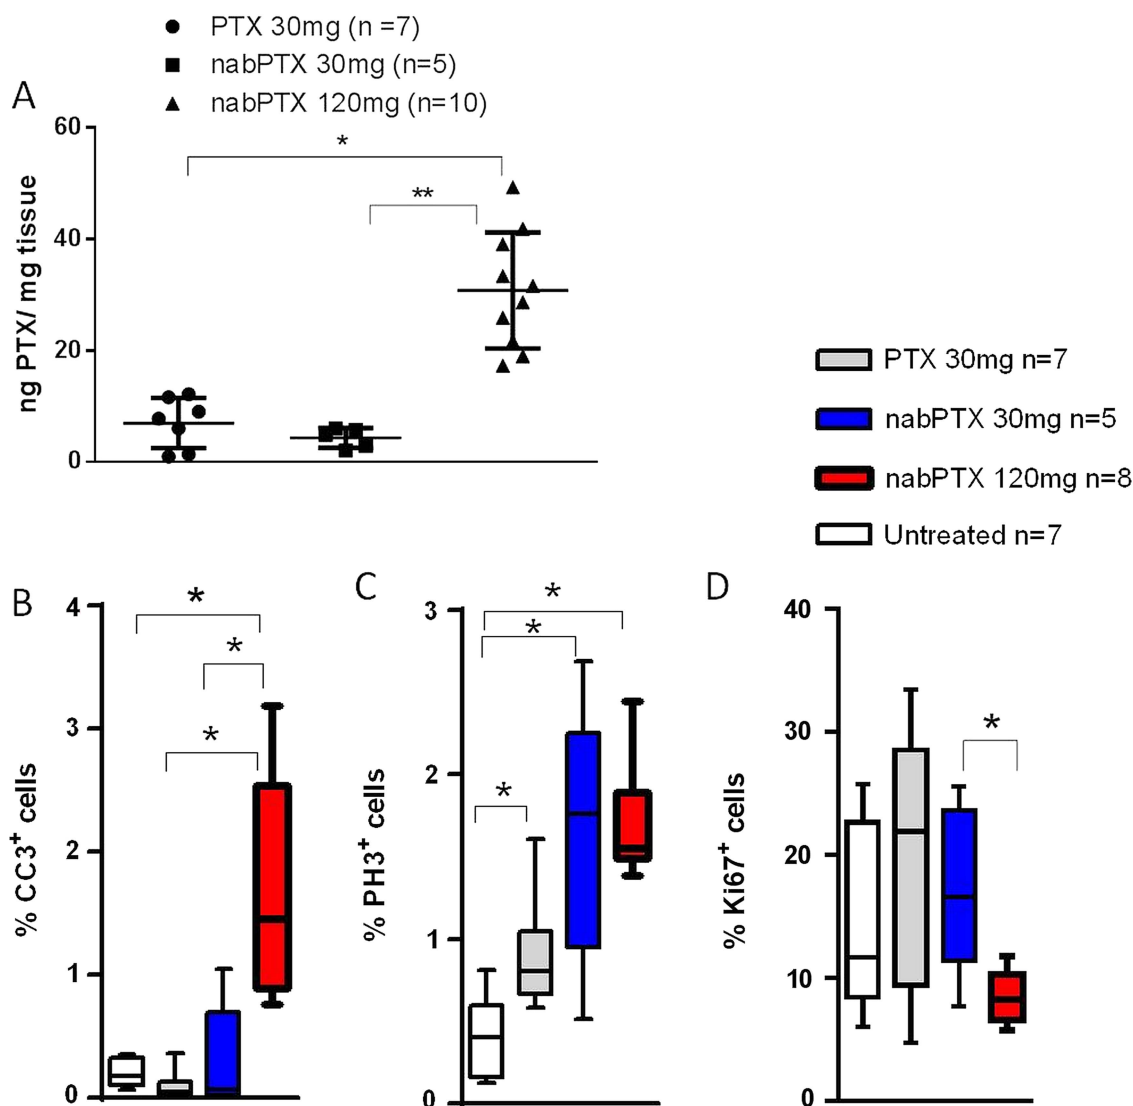 PTX 30mg (n =7)
nabPTX 30mg (n=5)
nabPTX 120mg (n=10)
A
60
40
20
0
ng PTX/ mg tissue
*
**
PTX 30mg n=7
nabPTX 30mg n=5
nabPTX 120mg n=8
Untreated n=7
B
4
3
2
1
0
% CC3+ cells
*
*
*
C
3
2
1
0
% PH3+ cells
*
*
*
D
40
30
20
10
0
% Ki67+ cells
*